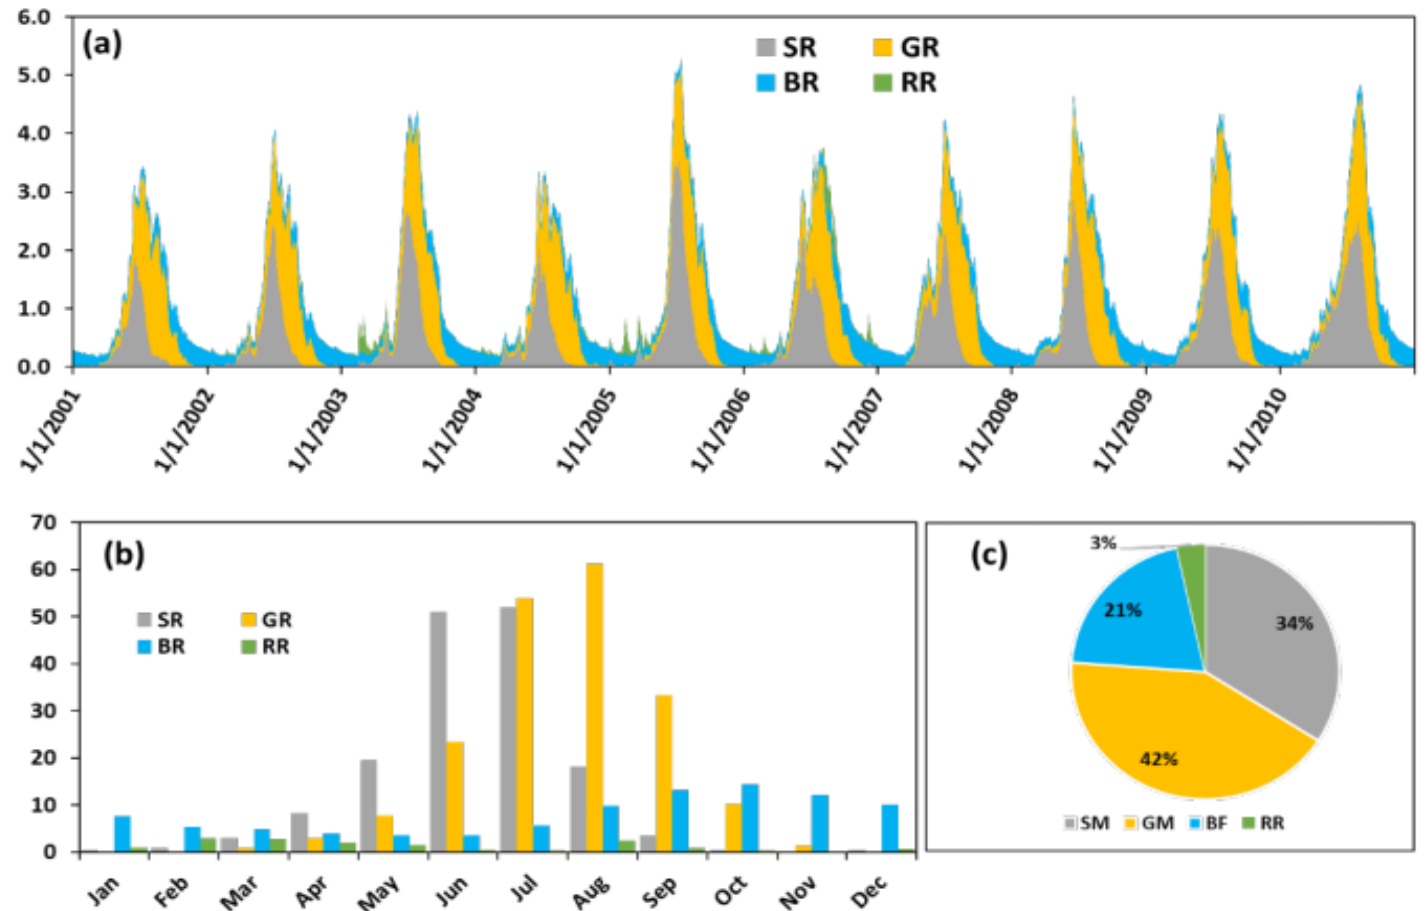 6.0
(a)
SR GR
BR RR
5.0
4.0
3.0
2.0
1.0
0.0
1/1/2001 1/1/2002 1/1/2003 1/1/2004 1/1/2005 1/1/2006 1/1/2007 1/1/2008 1/1/2009 1/1/2010
70
(b)
60
SR GR
BR RR
50
40
30
20
10
0
Jan Feb Mar Apr May Jun Jul Aug Sep Oct Nov Dec
(c)
3%
21%
34%
42%
SM GM BF RR